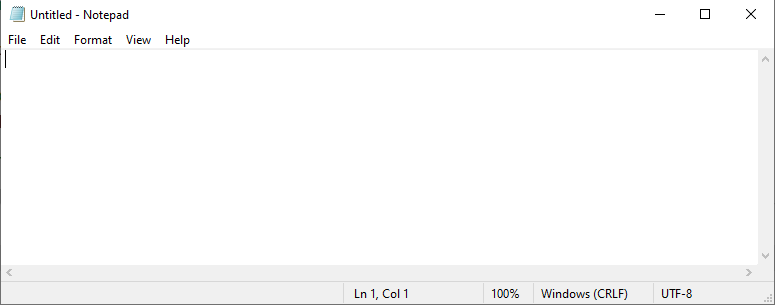 Untitled - Notepad
File Edit Format View Help
Ln 1, Col 1 100% Windows (CRLF) UTF-8